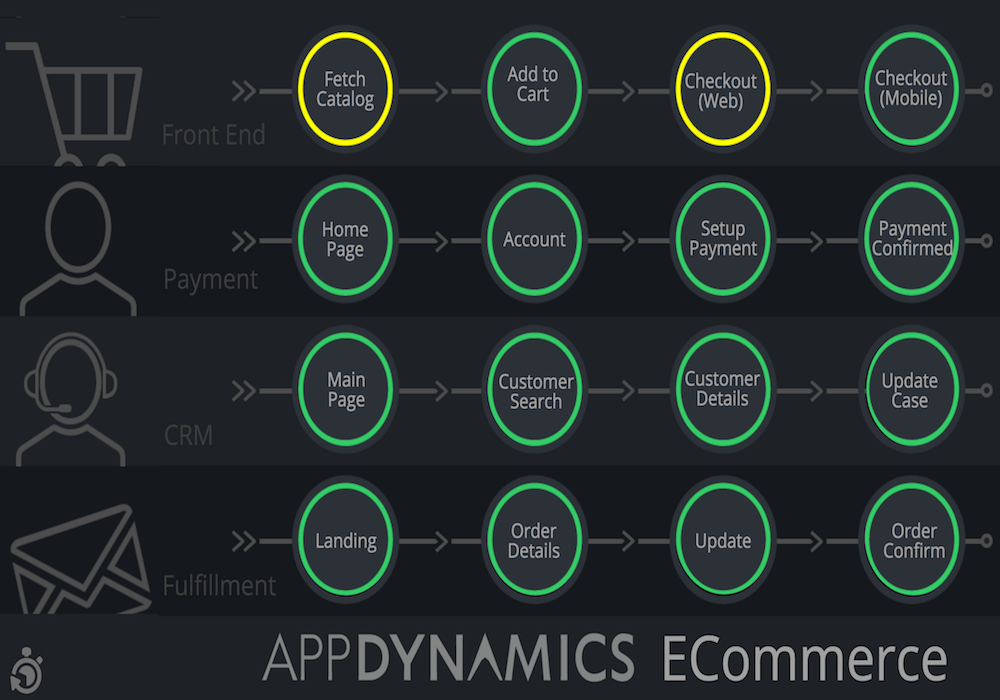 Fetch
Catalog
Add to
Cart
Checkout
(Web)
Checkout
(Mobile)
Front End
Home
Page
Account
Setup
Payment
Payment
Confirmed
Payment
Main
Page
Customer
Search
Customer
Details
Update
Case
CRM
Landing
Order
Details
Update
Order
Confirm
Fulfillment
APPDYNAMICS ECommerce